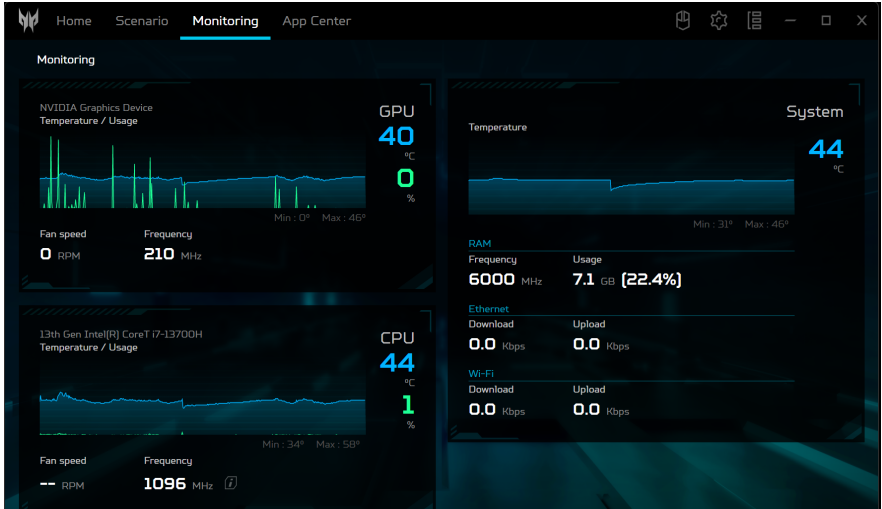 Home Scenario Monitoring App Center
Monitoring
NVIDIA Graphics Device
Temperature / Usage
GPU
40
°C
0
%
Min : 0° Max : 46°
Fan speed Frequency
0 RPM 210 MHz
13th Gen Intel(R) CoreT i7-13700H
Temperature / Usage
CPU
44
°C
1
%
Min : 34° Max : 58°
Fan speed Frequency
-- RPM 1096 MHz i
System
Temperature
44
°C
Min : 31° Max : 46°
RAM
Frequency Usage
6000 MHz 7.1 GB (22.4%)
Ethernet
Download Upload
0.0 Kbps 0.0 Kbps
Wi-Fi
Download Upload
0.0 Kbps 0.0 Kbps